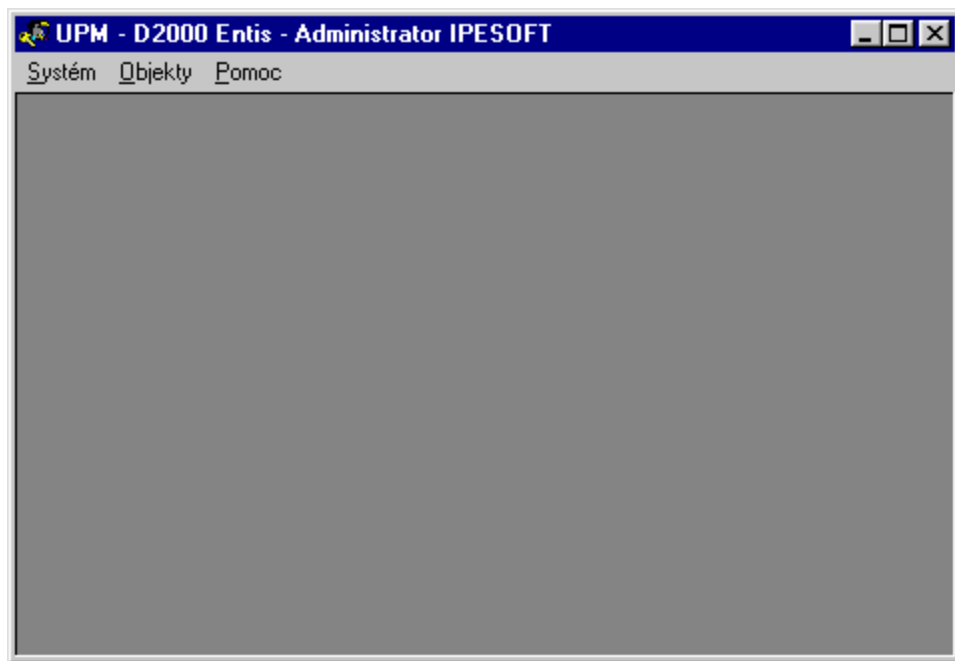 UPM - D2000 Entis - Administrator IPESOFT
Systém Objekty Pomoc